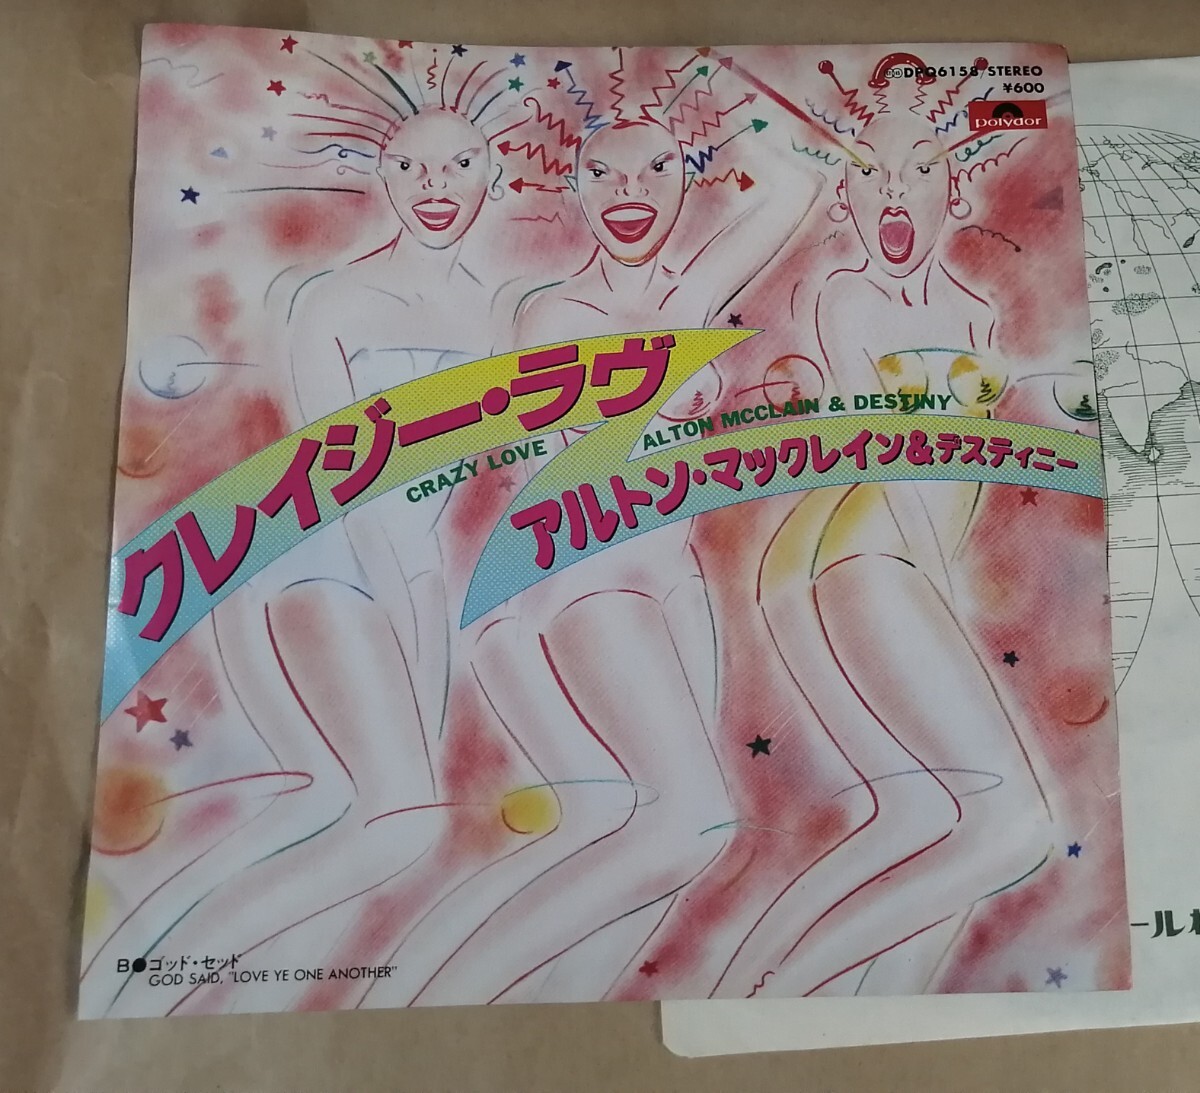 DPQ6158 STEREO
¥600
polydor
クレイジー・ラヴ
CRAZY LOVE
ALTON MCCLAIN & DESTINY
アルトン・マックレイン&デスティニー
B●ゴッド・セッド
GOD SAID, "LOVE YE ONE ANOTHER"
ール